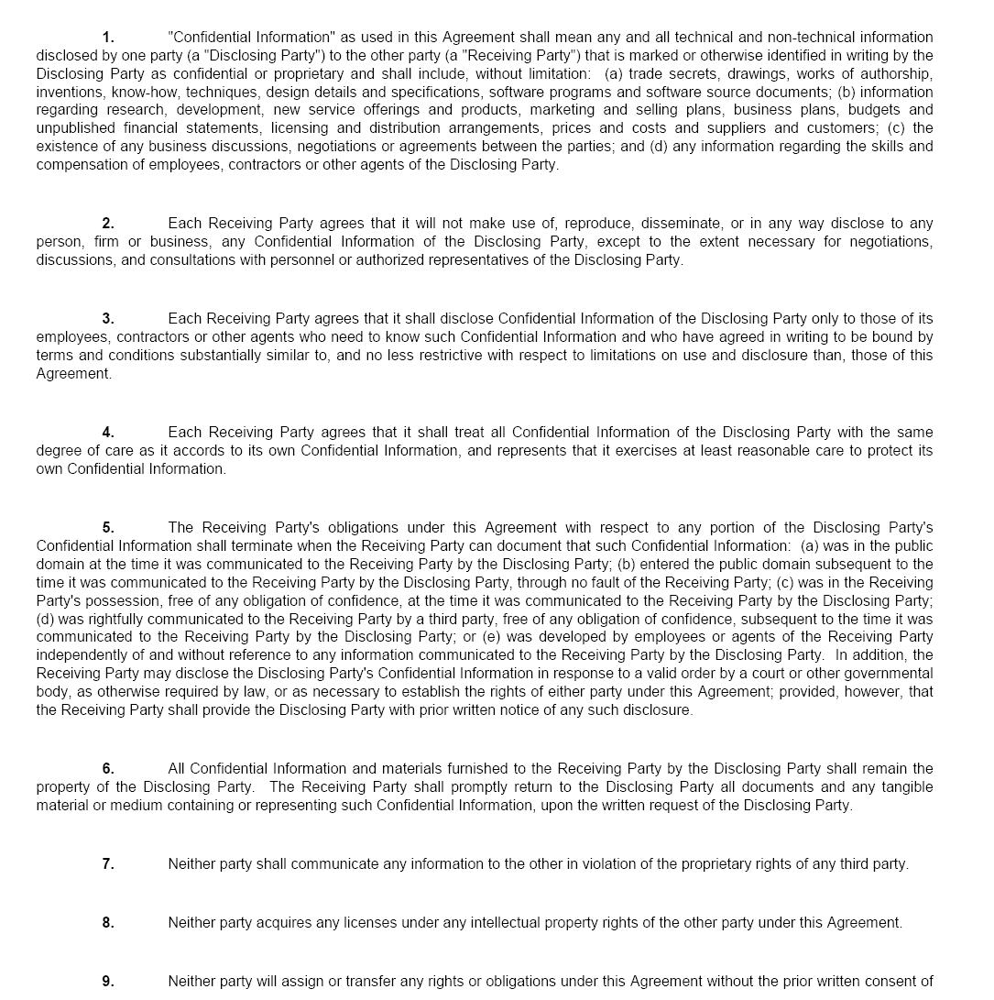 1. "Confidential Information" as used in this Agreement shall mean any and all technical and non-technical information
disclosed by one party (a "Disclosing Party") to the other party (a "Receiving Party") that is marked or otherwise identified in writing by the
Disclosing Party as confidential or proprietary and shall include, without limitation: (a) trade secrets, drawings, works of authorship,
inventions, know-how, techniques, design details and specifications, software programs and software source documents; (b) information
regarding research, development, new service offerings and products, marketing and selling plans, business plans, budgets and
unpublished financial statements, licensing and distribution arrangements, prices and costs and suppliers and customers; (c) the
existence of any business discussions, negotiations or agreements between the parties; and (d) any information regarding the skills and
compensation of employees, contractors or other agents of the Disclosing Party.
2. Each Receiving Party agrees that it will not make use of, reproduce, disseminate, or in any way disclose to any
person, firm or business, any Confidential Information of the Disclosing Party, except to the extent necessary for negotiations,
discussions, and consultations with personnel or authorized representatives of the Disclosing Party.
3. Each Receiving Party agrees that it shall disclose Confidential Information of the Disclosing Party only to those of its
employees, contractors or other agents who need to know such Confidential Information and who have agreed in writing to be bound by
terms and conditions substantially similar to, and no less restrictive with respect to limitations on use and disclosure than, those of this
Agreement.
4. Each Receiving Party agrees that it shall treat all Confidential Information of the Disclosing Party with the same
degree of care as it accords to its own Confidential Information, and represents that it exercises at least reasonable care to protect its
own Confidential Information.
5. The Receiving Party's obligations under this Agreement with respect to any portion of the Disclosing Party's
Confidential Information shall terminate when the Receiving Party can document that such Confidential Information: (a) was in the public
domain at the time it was communicated to the Receiving Party by the Disclosing Party; (b) entered the public domain subsequent to the
time it was communicated to the Receiving Party by the Disclosing Party, through no fault of the Receiving Party; (c) was in the Receiving
Party's possession, free of any obligation of confidence, at the time it was communicated to the Receiving Party by the Disclosing Party;
(d) was rightfully communicated to the Receiving Party by a third party, free of any obligation of confidence, subsequent to the time it was
communicated to the Receiving Party by the Disclosing Party; or (e) was developed by employees or agents of the Receiving Party
independently of and without reference to any information communicated to the Receiving Party by the Disclosing Party. In addition, the
Receiving Party may disclose the Disclosing Party's Confidential Information in response to a valid order by a court or other governmental
body, as otherwise required by law, or as necessary to establish the rights of either party under this Agreement; provided, however, that
the Receiving Party shall provide the Disclosing Party with prior written notice of any such disclosure.
6. All Confidential Information and materials furnished to the Receiving Party by the Disclosing Party shall remain the
property of the Disclosing Party. The Receiving Party shall promptly return to the Disclosing Party all documents and any tangible
material or medium containing or representing such Confidential Information, upon the written request of the Disclosing Party.
7. Neither party shall communicate any information to the other in violation of the proprietary rights of any third party.
8. Neither party acquires any licenses under any intellectual property rights of the other party under this Agreement.
9. Neither party will assign or transfer any rights or obligations under this Agreement without the prior written consent of